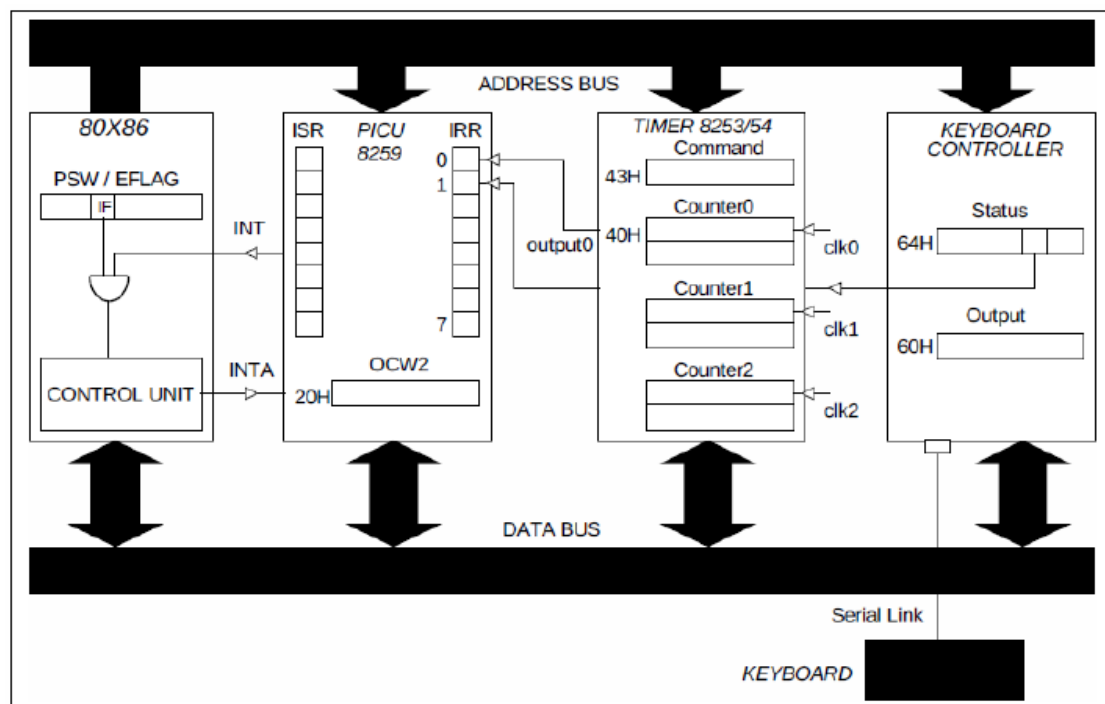 ADDRESS BUS
80X86
PSW / EFLAG
IF
INT
CONTROL UNIT
INTA
ISR
PICU
8259
IRR
0
1
7
OCW2
20H
output0
TIMER 8253/54
Command
43H
Counter0
40H
clk0
Counter1
clk1
Counter2
clk2
KEYBOARD
CONTROLLER
Status
64H
Output
60H
DATA BUS
Serial Link
KEYBOARD